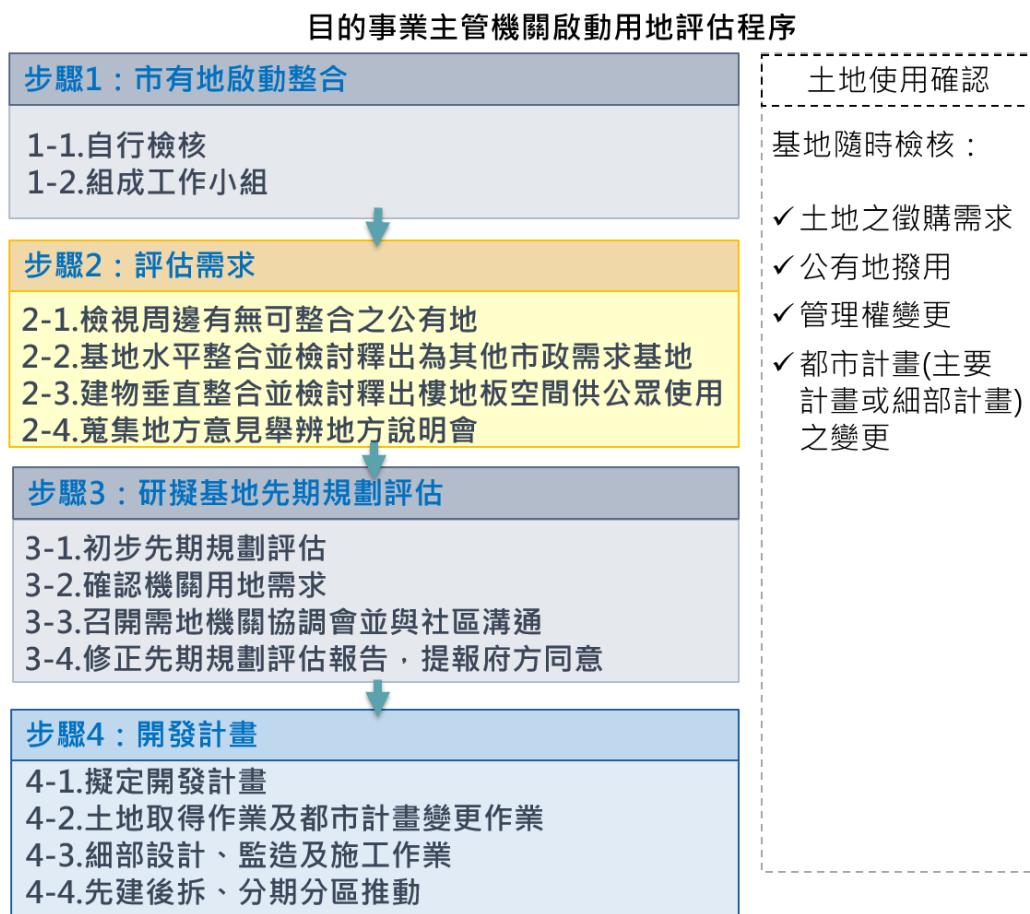 目的事業主管機關啟動用地評估程序
步驟1：市有地啟動整合
1-1.自行檢核
1-2.組成工作小組
步驟2：評估需求
2-1.檢視周邊有無可整合之公有地
2-2.基地水平整合並檢討釋出為其他市政需求基地
2-3.建物垂直整合並檢討釋出樓地板空間供公眾使用
2-4.蒐集地方意見舉辨地方說明會
步驟3：研擬基地先期規劃評估
3-1.初步先期規劃評估
3-2.確認機關用地需求
3-3.召開需地機關協調會並與社區溝通
3-4.修正先期規劃評估報告，提報府方同意
步驟4：開發計畫
4-1.擬定開發計畫
4-2.土地取得作業及都市計畫變更作業
4-3.細部設計、監造及施工作業
4-4.先建後拆、分期分區推動
土地使用確認
基地隨時檢核：
✓土地之徵購需求
✓公有地撥用
✓管理權變更
✓都市計畫(主要
計畫或細部計畫)
之變更